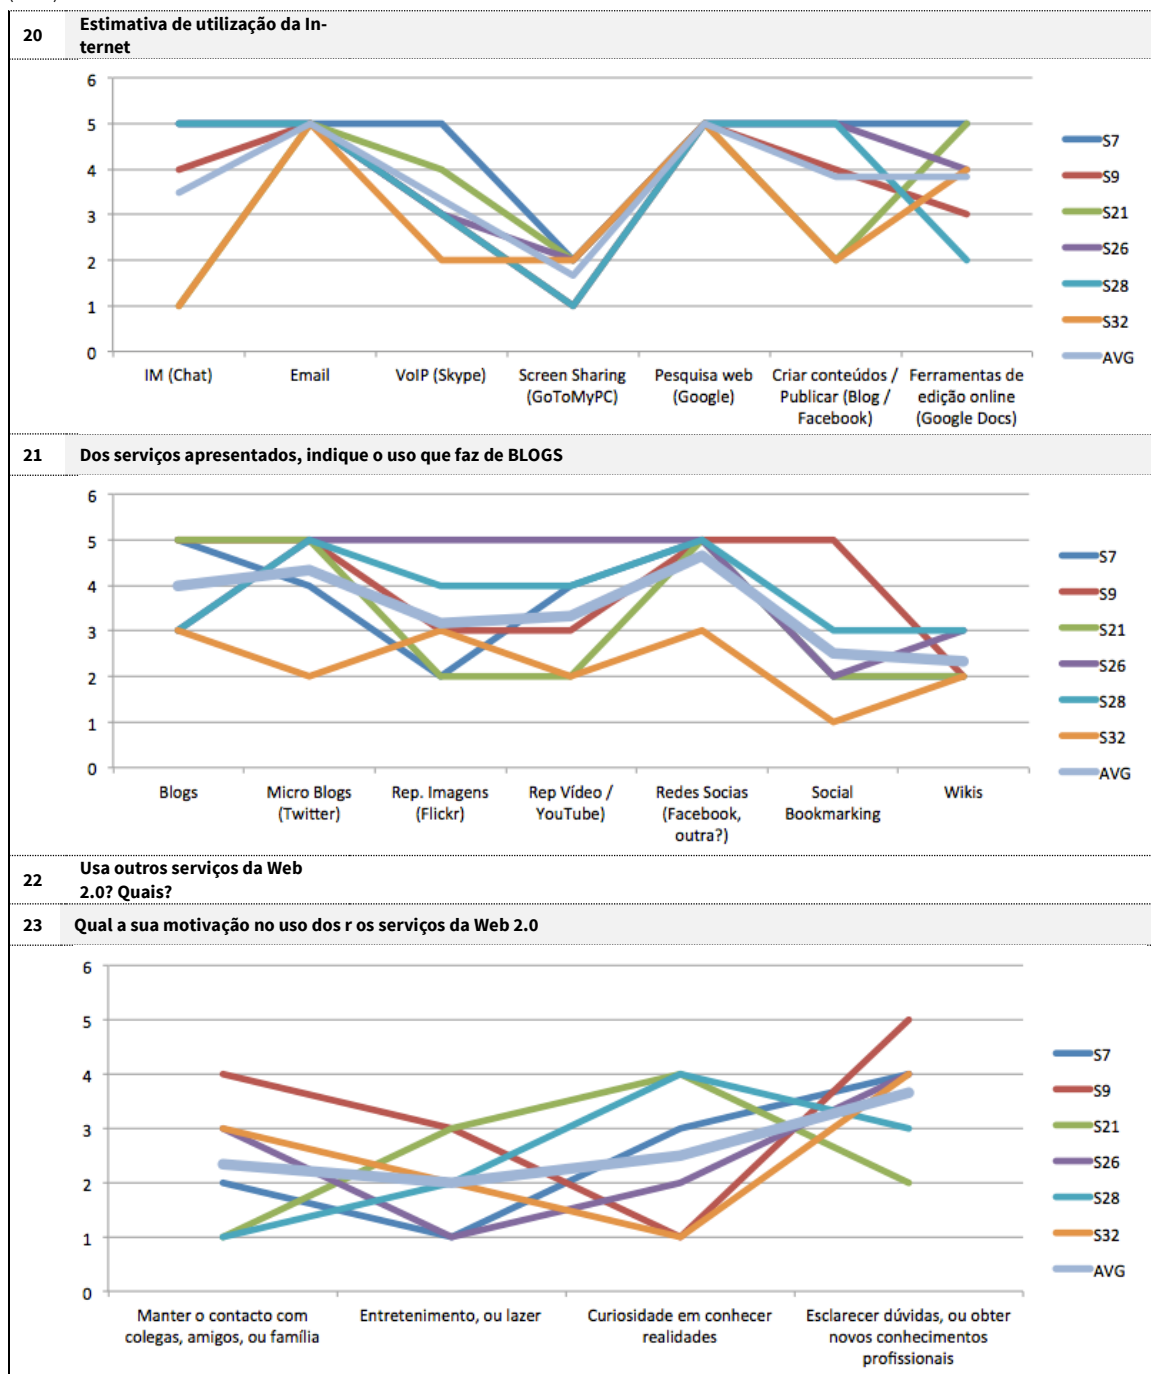 20
Estimativa de utilização da In-
ternet
6
5
4
3
2
1
0
IM (Chat)
Email
VoIP (Skype)
Screen Sharing
(GoToMyPC)
Pesquisa web
(Google)
Criar conteúdos /
Publicar (Blog /
Facebook)
Ferramentas de
edição online
(Google Docs)
S7
S9
S21
S26
S28
S32
AVG
21
Dos serviços apresentados, indique o uso que faz de BLOGS
6
5
4
3
2
1
0
Blogs
Micro Blogs
(Twitter)
Rep. Imagens
(Flickr)
Rep Vídeo /
YouTube)
Redes Socias
(Facebook,
outra?)
Social
Bookmarking
Wikis
S7
S9
S21
S26
S28
S32
AVG
22
Usa outros serviços da Web
2.0? Quais?
23
Qual a sua motivação no uso dos r os serviços da Web 2.0
6
5
4
3
2
1
0
Manter o contacto com
colegas, amigos, ou família
Entretenimento, ou lazer
Curiosidade em conhecer
realidades
Esclarecer dúvidas, ou obter
novos conhecimentos
profissionais
S7
S9
S21
S26
S28
S32
AVG